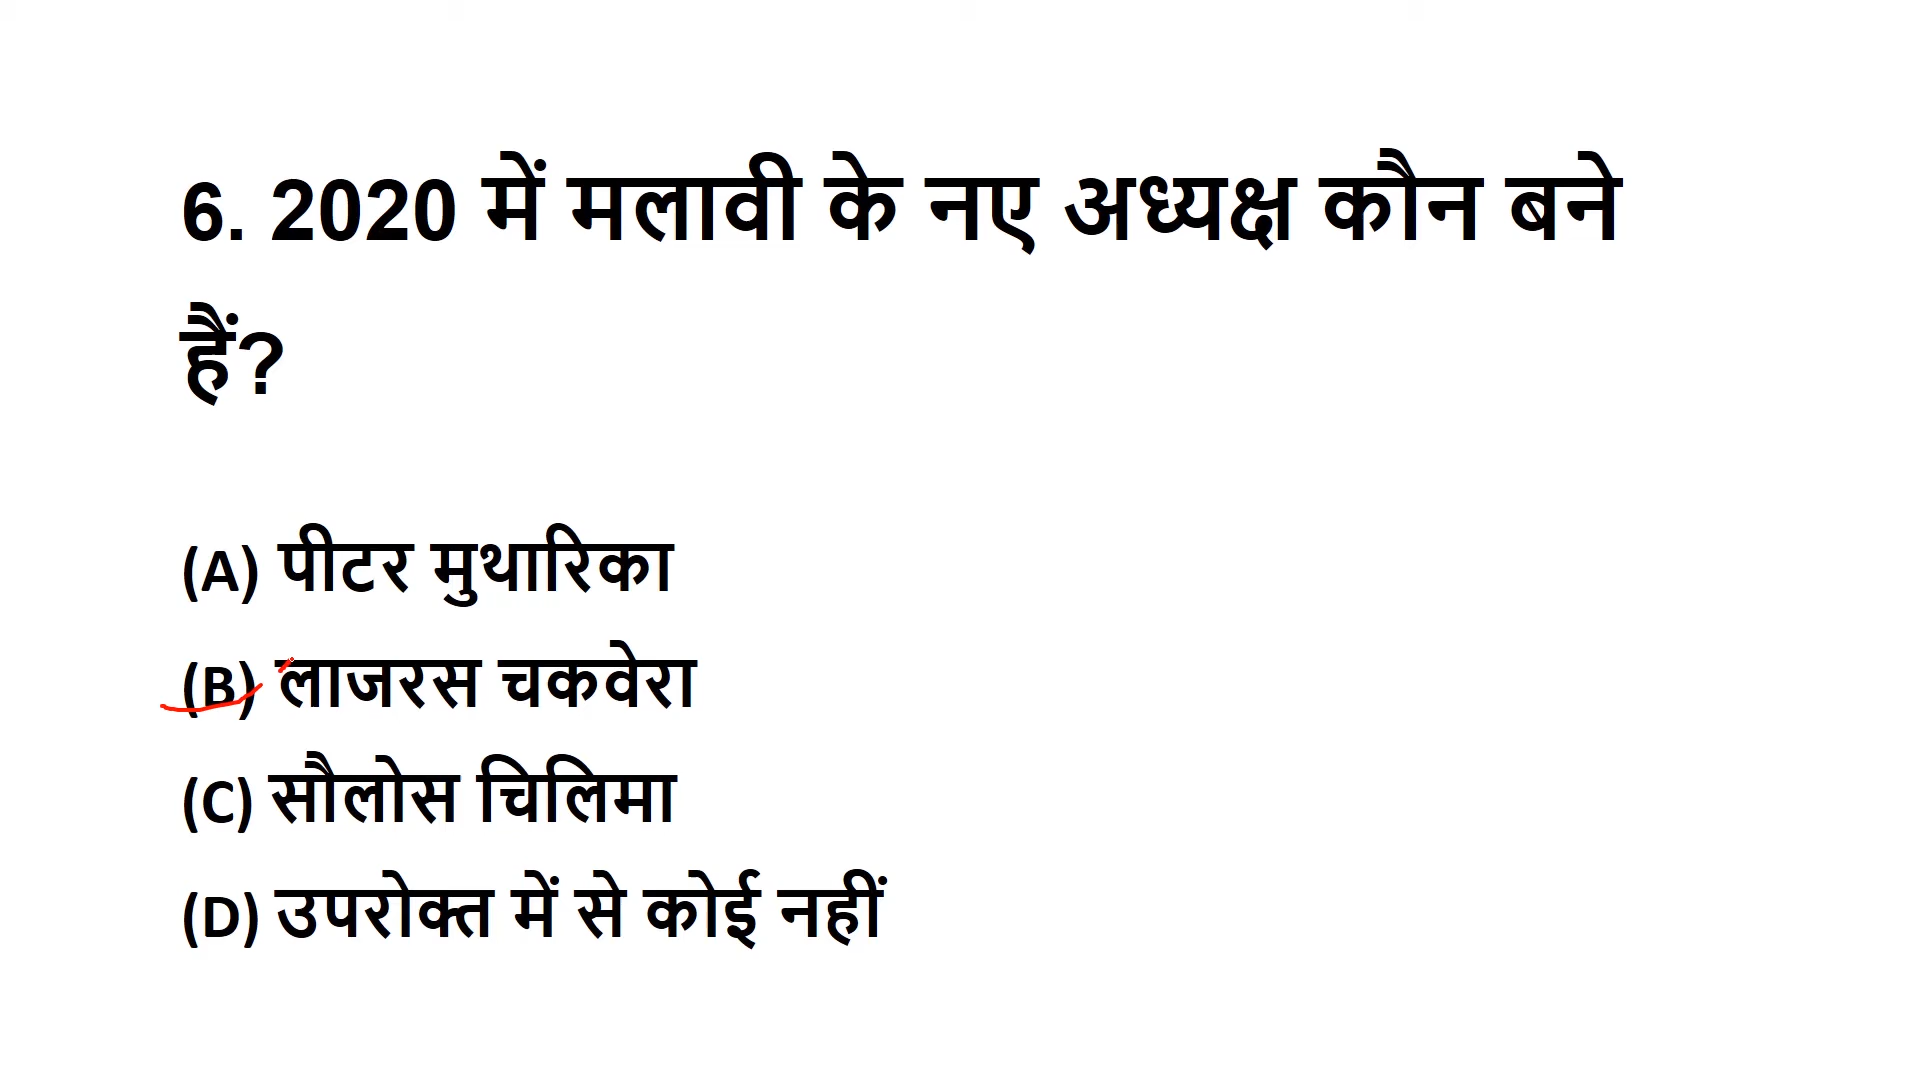 6. 2020 में मलावी के नए अध्यक्ष कौन बने
हैं?
(A) पीटर मुथारिका
(B) लाजरस चकवेरा
(C) सौलोस चिलिमा
(D) उपरोक्त में से कोई नहीं